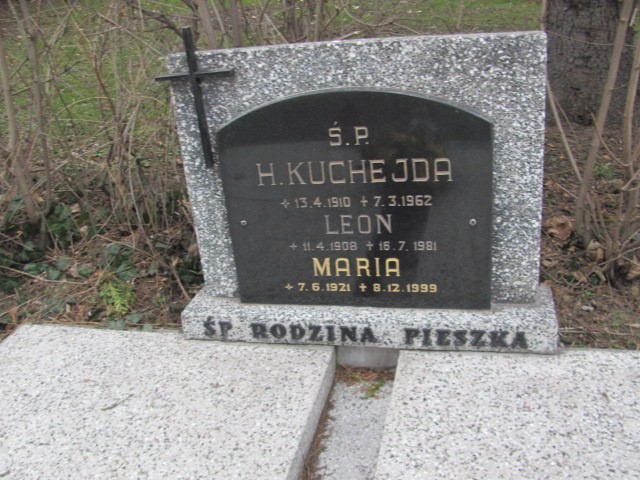 Ś.P.
H. KUCHEJDA
+ 13.4.1910 + 7.3.1962
LEON
+ 11.4.1908 + 16.7.1981
MARIA
+ 7.6.1921 + 8.12.1999
ŚP. RODZINA PIESZKA